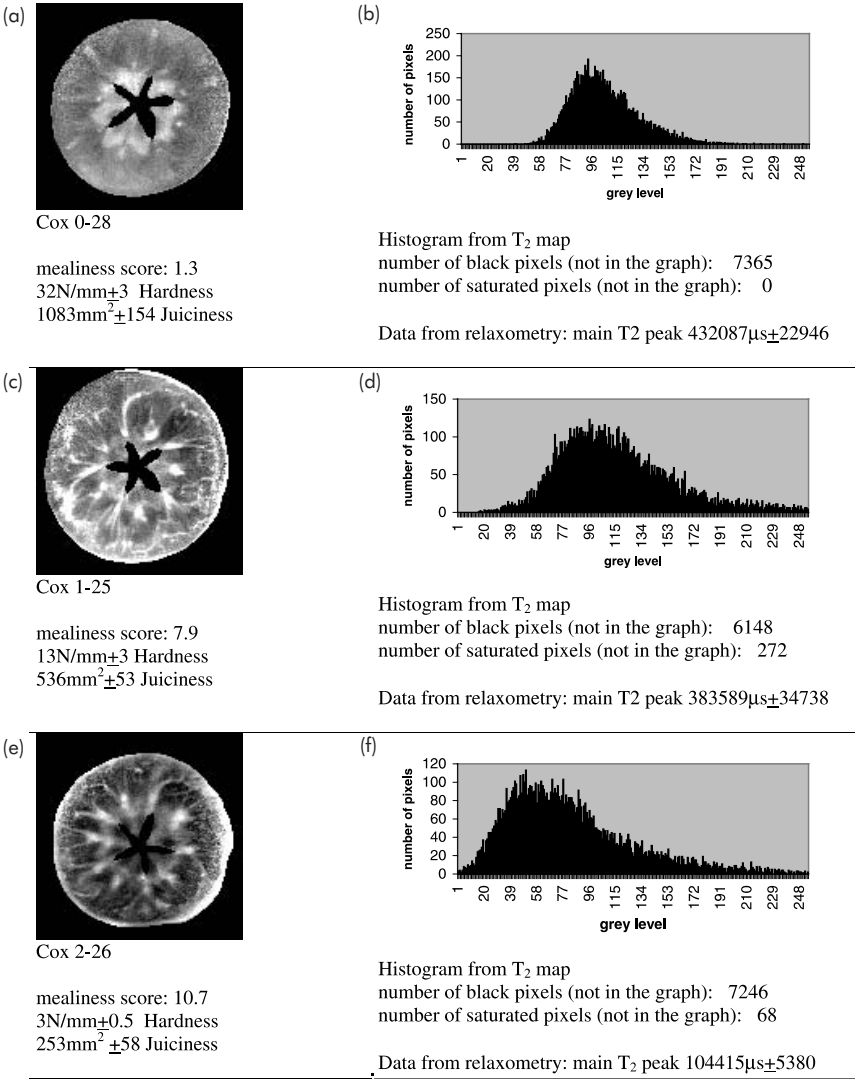 (a)
Cox 0-28
mealiness score: 1.3
32N/mm±3 Hardness
1083mm²±154 Juiciness
(b)
250
200
150
100
50
0
number of pixels
1 20 39 58 77 96 115 134 153 172 191 210 229 248
grey level
Histogram from T₂ map
number of black pixels (not in the graph): 7365
number of saturated pixels (not in the graph): 0
Data from relaxometry: main T2 peak 432087µs±22946
(c)
Cox 1-25
mealiness score: 7.9
13N/mm±3 Hardness
536mm²±53 Juiciness
(d)
150
100
50
0
number of pixels
1 20 39 58 77 96 115 134 153 172 191 210 229 248
grey level
Histogram from T₂ map
number of black pixels (not in the graph): 6148
number of saturated pixels (not in the graph): 272
Data from relaxometry: main T2 peak 383589µs±34738
(e)
Cox 2-26
mealiness score: 10.7
3N/mm±0.5 Hardness
253mm² ±58 Juiciness
(f)
120
100
80
60
40
20
0
number of pixels
1 20 39 58 77 96 115 134 153 172 191 210 229 248
grey level
Histogram from T₂ map
number of black pixels (not in the graph): 7246
number of saturated pixels (not in the graph): 68
Data from relaxometry: main T₂ peak 104415µs±5380